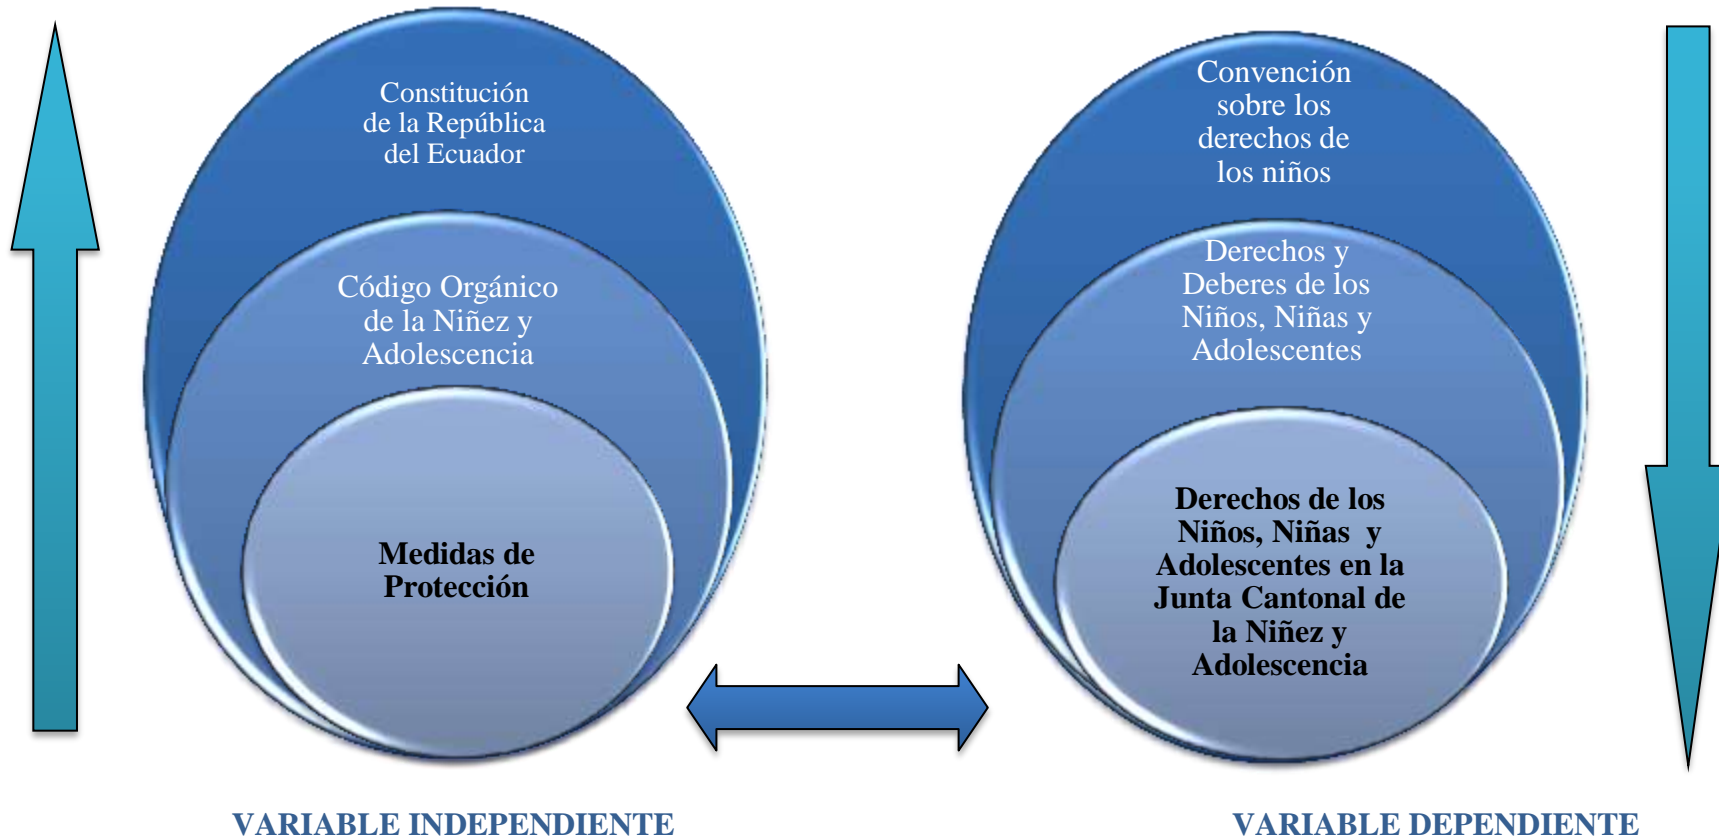 Constitución
de la República
del Ecuador
Código Orgánico
de la Niñez y
Adolescencia
Medidas de
Protección
Convención
sobre los
derechos de
los niños
Derechos y
Deberes de los
Niños, Niñas y
Adolescentes
Derechos de los
Niños, Niñas y
Adolescentes en la
Junta Cantonal de
la Niñez y
Adolescencia
VARIABLE INDEPENDIENTE
VARIABLE DEPENDIENTE